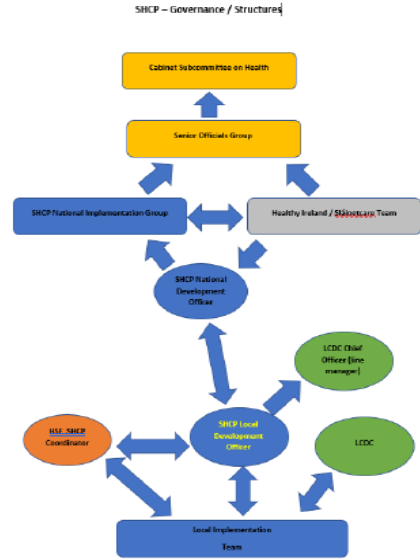 SHCP – Governance / Structures
Cabinet Subcommittee on Health
Senior Officials Group
SHCP National Implementation Group
Healthy Ireland / Sláintecare Team
SHCP National
Development
Officer
LCDC Chief
Officer (line
manager)
HSE SHCP
Coordinator
SHCP Local
Development
Officer
LCDC
Local Implementation
Team